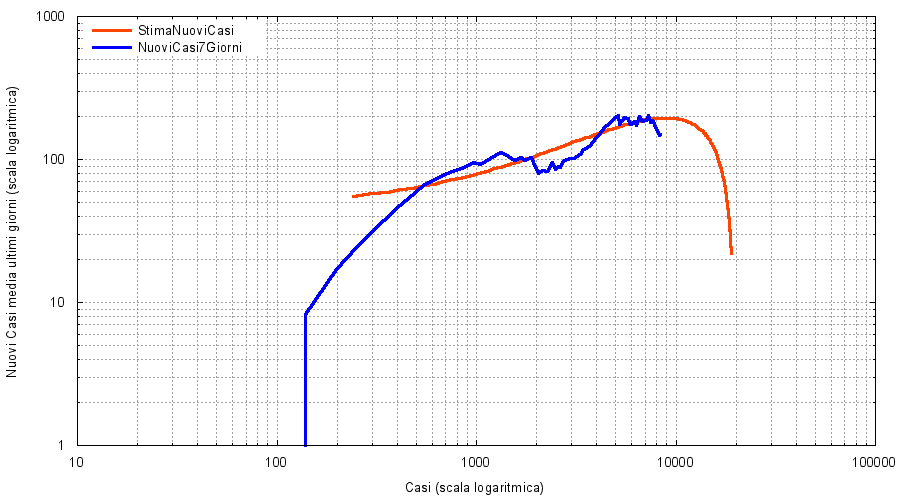 1000
StimaNuoviCasi
NuoviCasi7Giorni
100
10
1
10
100
1000
10000
100000
Nuovi Casi media ultimi giorni (scala logaritmica)
Casi (scala logaritmica)